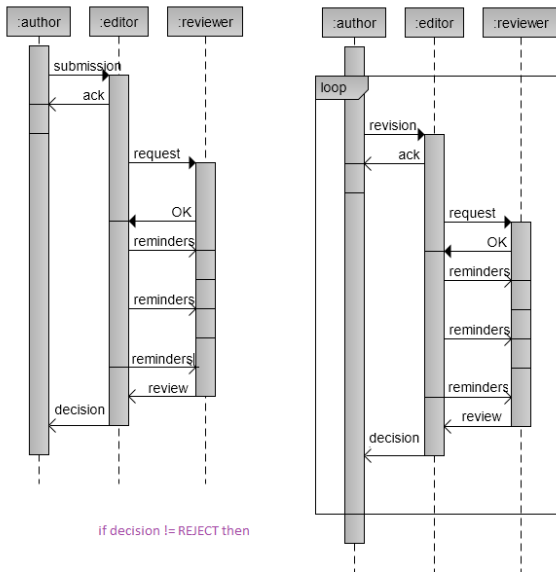 :author
:editor
:reviewer
submission
ack
request
OK
reminders
reminders
reminders
review
decision
if decision != REJECT then
:author
:editor
:reviewer
loop
revision
ack
request
OK
reminders
reminders
reminders
review
decision